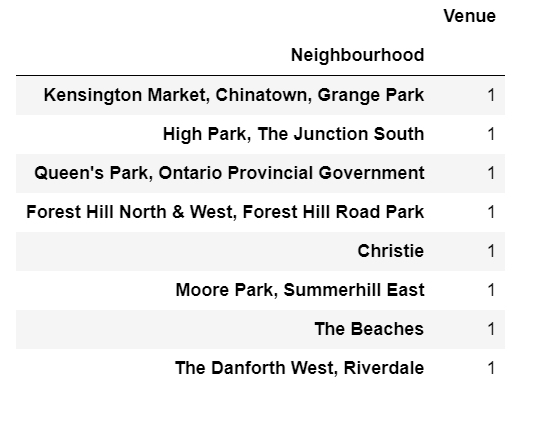 Venue
Neighbourhood
Kensington Market, Chinatown, Grange Park 1
High Park, The Junction South 1
Queen's Park, Ontario Provincial Government 1
Forest Hill North & West, Forest Hill Road Park 1
Christie 1
Moore Park, Summerhill East 1
The Beaches 1
The Danforth West, Riverdale 1